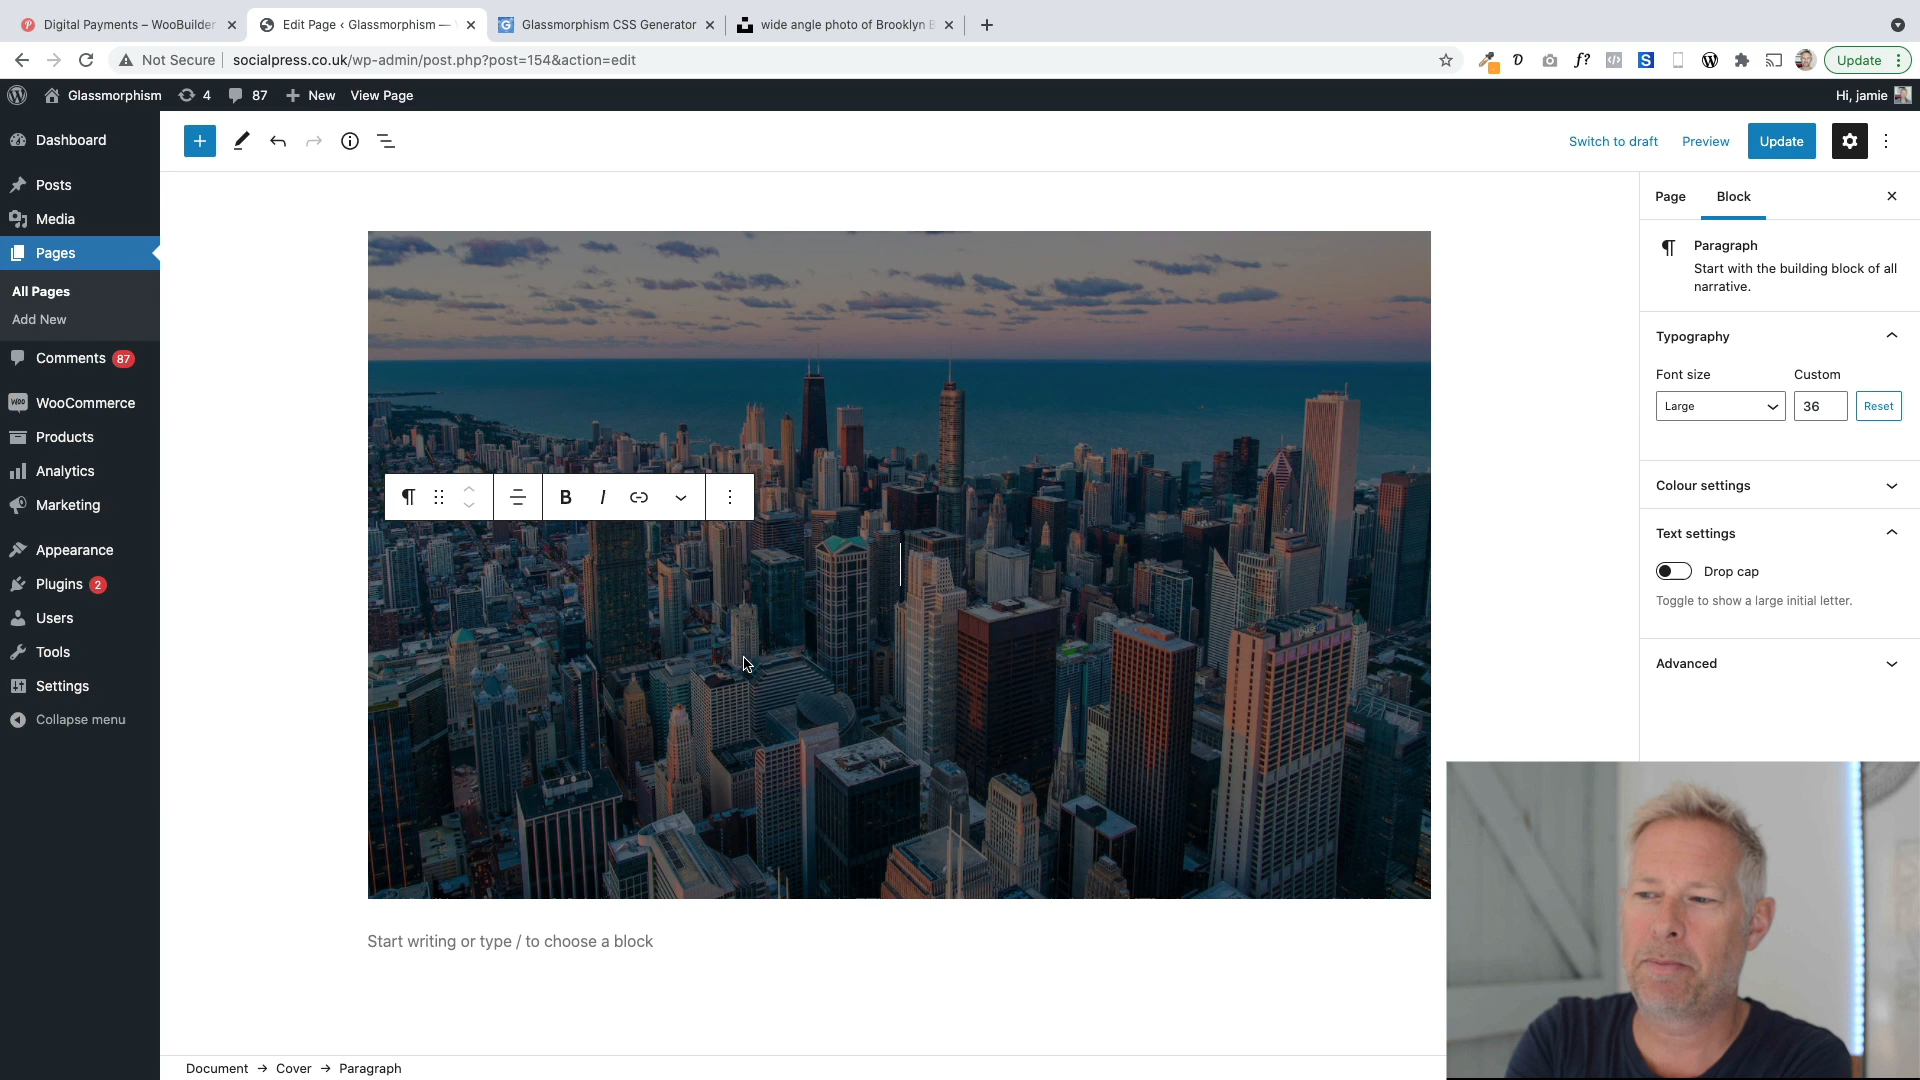 Digital Payments – WooBuilder
Edit Page ‹ Glassmorphism —
Glassmorphism CSS Generator
wide angle photo of Brooklyn B
Not Secure
socialpress.co.uk/wp-admin/post.php?post=154&action=edit
Update
Glassmorphism
4
87
New
View Page
Hi, jamie
Dashboard
Posts
Media
Pages
All Pages
Add New
Comments 87
WooCommerce
Products
Analytics
Marketing
Appearance
Plugins 2
Users
Tools
Settings
Collapse menu
Switch to draft
Preview
Update
B I
Start writing or type / to choose a block
Document → Cover → Paragraph
Page
Block
Paragraph
Start with the building block of all
narrative.
Typography
Font size
Custom
Large
36
Reset
Colour settings
Text settings
Drop cap
Toggle to show a large initial letter.
Advanced